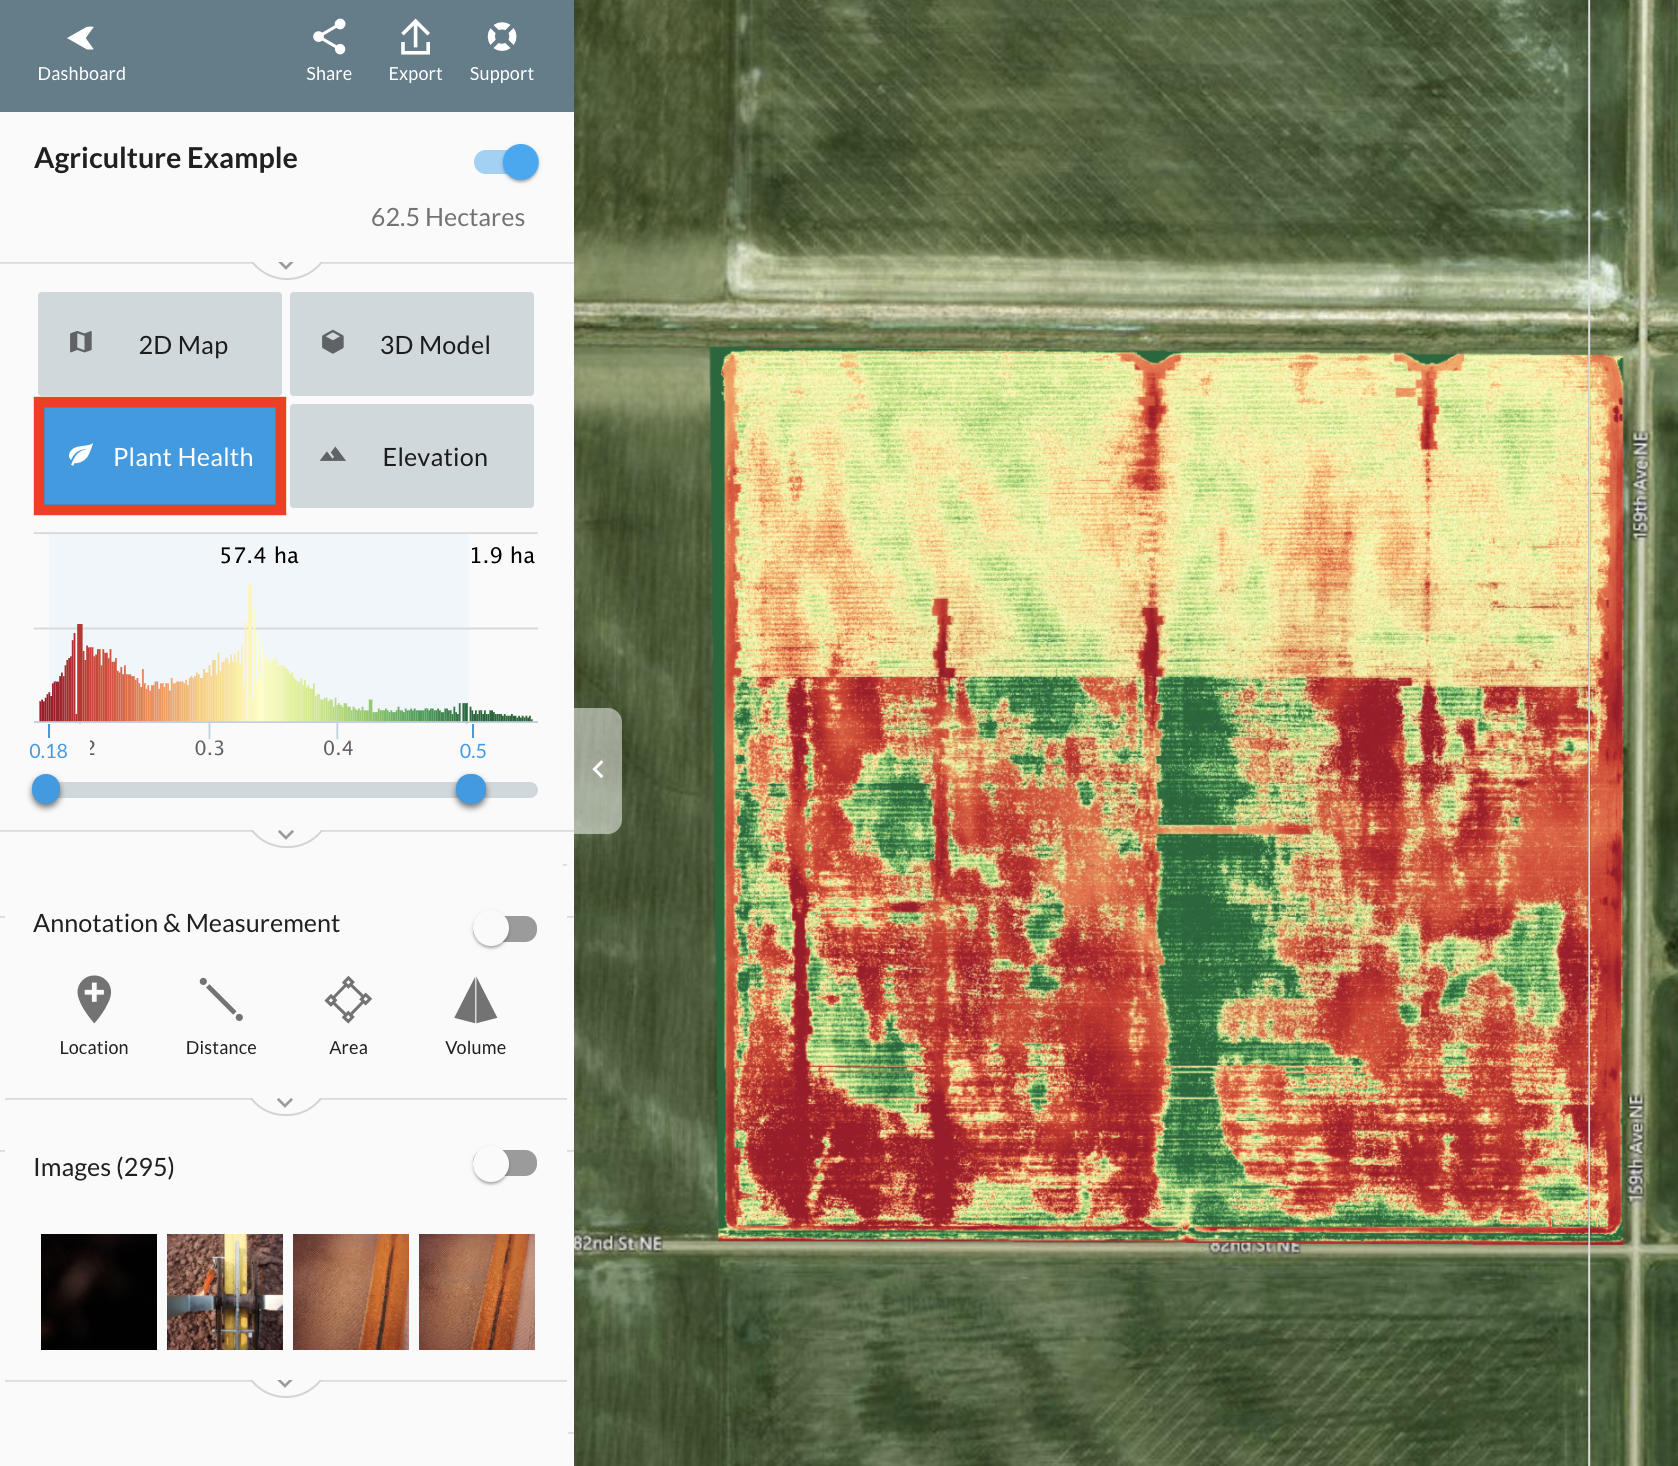 Dashboard
Share
Export
Support
Agriculture Example
62.5 Hectares
2D Map
3D Model
Plant Health
Elevation
57.4 ha
1.9 ha
0.18
2
0.3
0.4
0.5
Annotation & Measurement
Location
Distance
Area
Volume
Images (295)
159th Ave NE
159th Ave NE
82nd St NE
82nd St NE